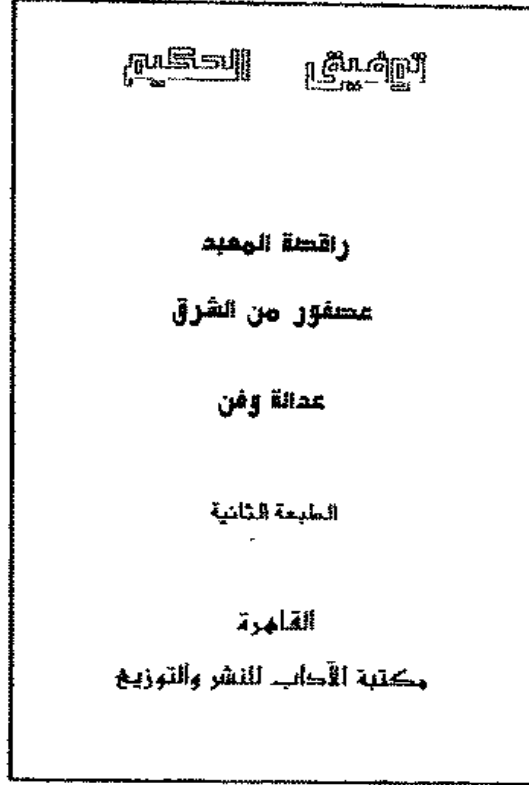 توفيق الحكيم
راقصة المعبد
عصفور من الشرق
عدالة وفن
الطبعة الثانية
القاهرة
مكتبة الآداب للنشر والتوزيع